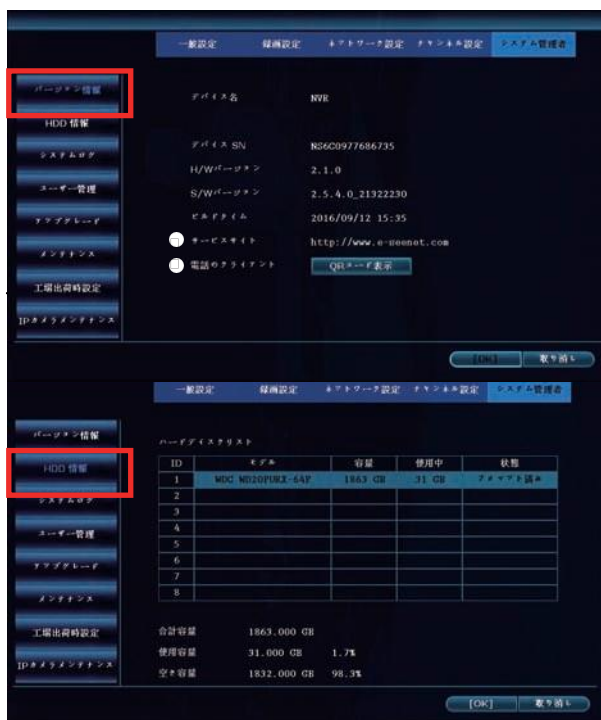 一般設定 録画設定 ネットワーク設定 チャンネル設定 システム管理者
バージョン情報
HDD 情報
システムログ
ユーザー管理
アップグレード
メンテナンス
工場出荷時設定
IPカメラメンテナンス
デバイス名 NVR
デバイス SN NS6C0977686735
H/Wバージョン 2.1.0
S/Wバージョン 2.5.4.0_21322230
ビルドタイム 2016/09/12 15:35
サービスサイト http://www.e-seenet.com
電話のクライアント QRコード表示
[OK] 取り消し
一般設定 録画設定 ネットワーク設定 チャンネル設定 システム管理者
バージョン情報
HDD 情報
システムログ
ユーザー管理
アップグレード
メンテナンス
工場出荷時設定
IPカメラメンテナンス
ハードディスクリスト
ID モデル 容量 使用中 状態
1 WDC WD20PURX-64P 1863 GB 31 GB フォマット済み
2
3
4
5
6
7
8
合計容量 1863.000 GB
使用容量 31.000 GB 1.7%
空き容量 1832.000 GB 98.3%
[OK] 取り消し